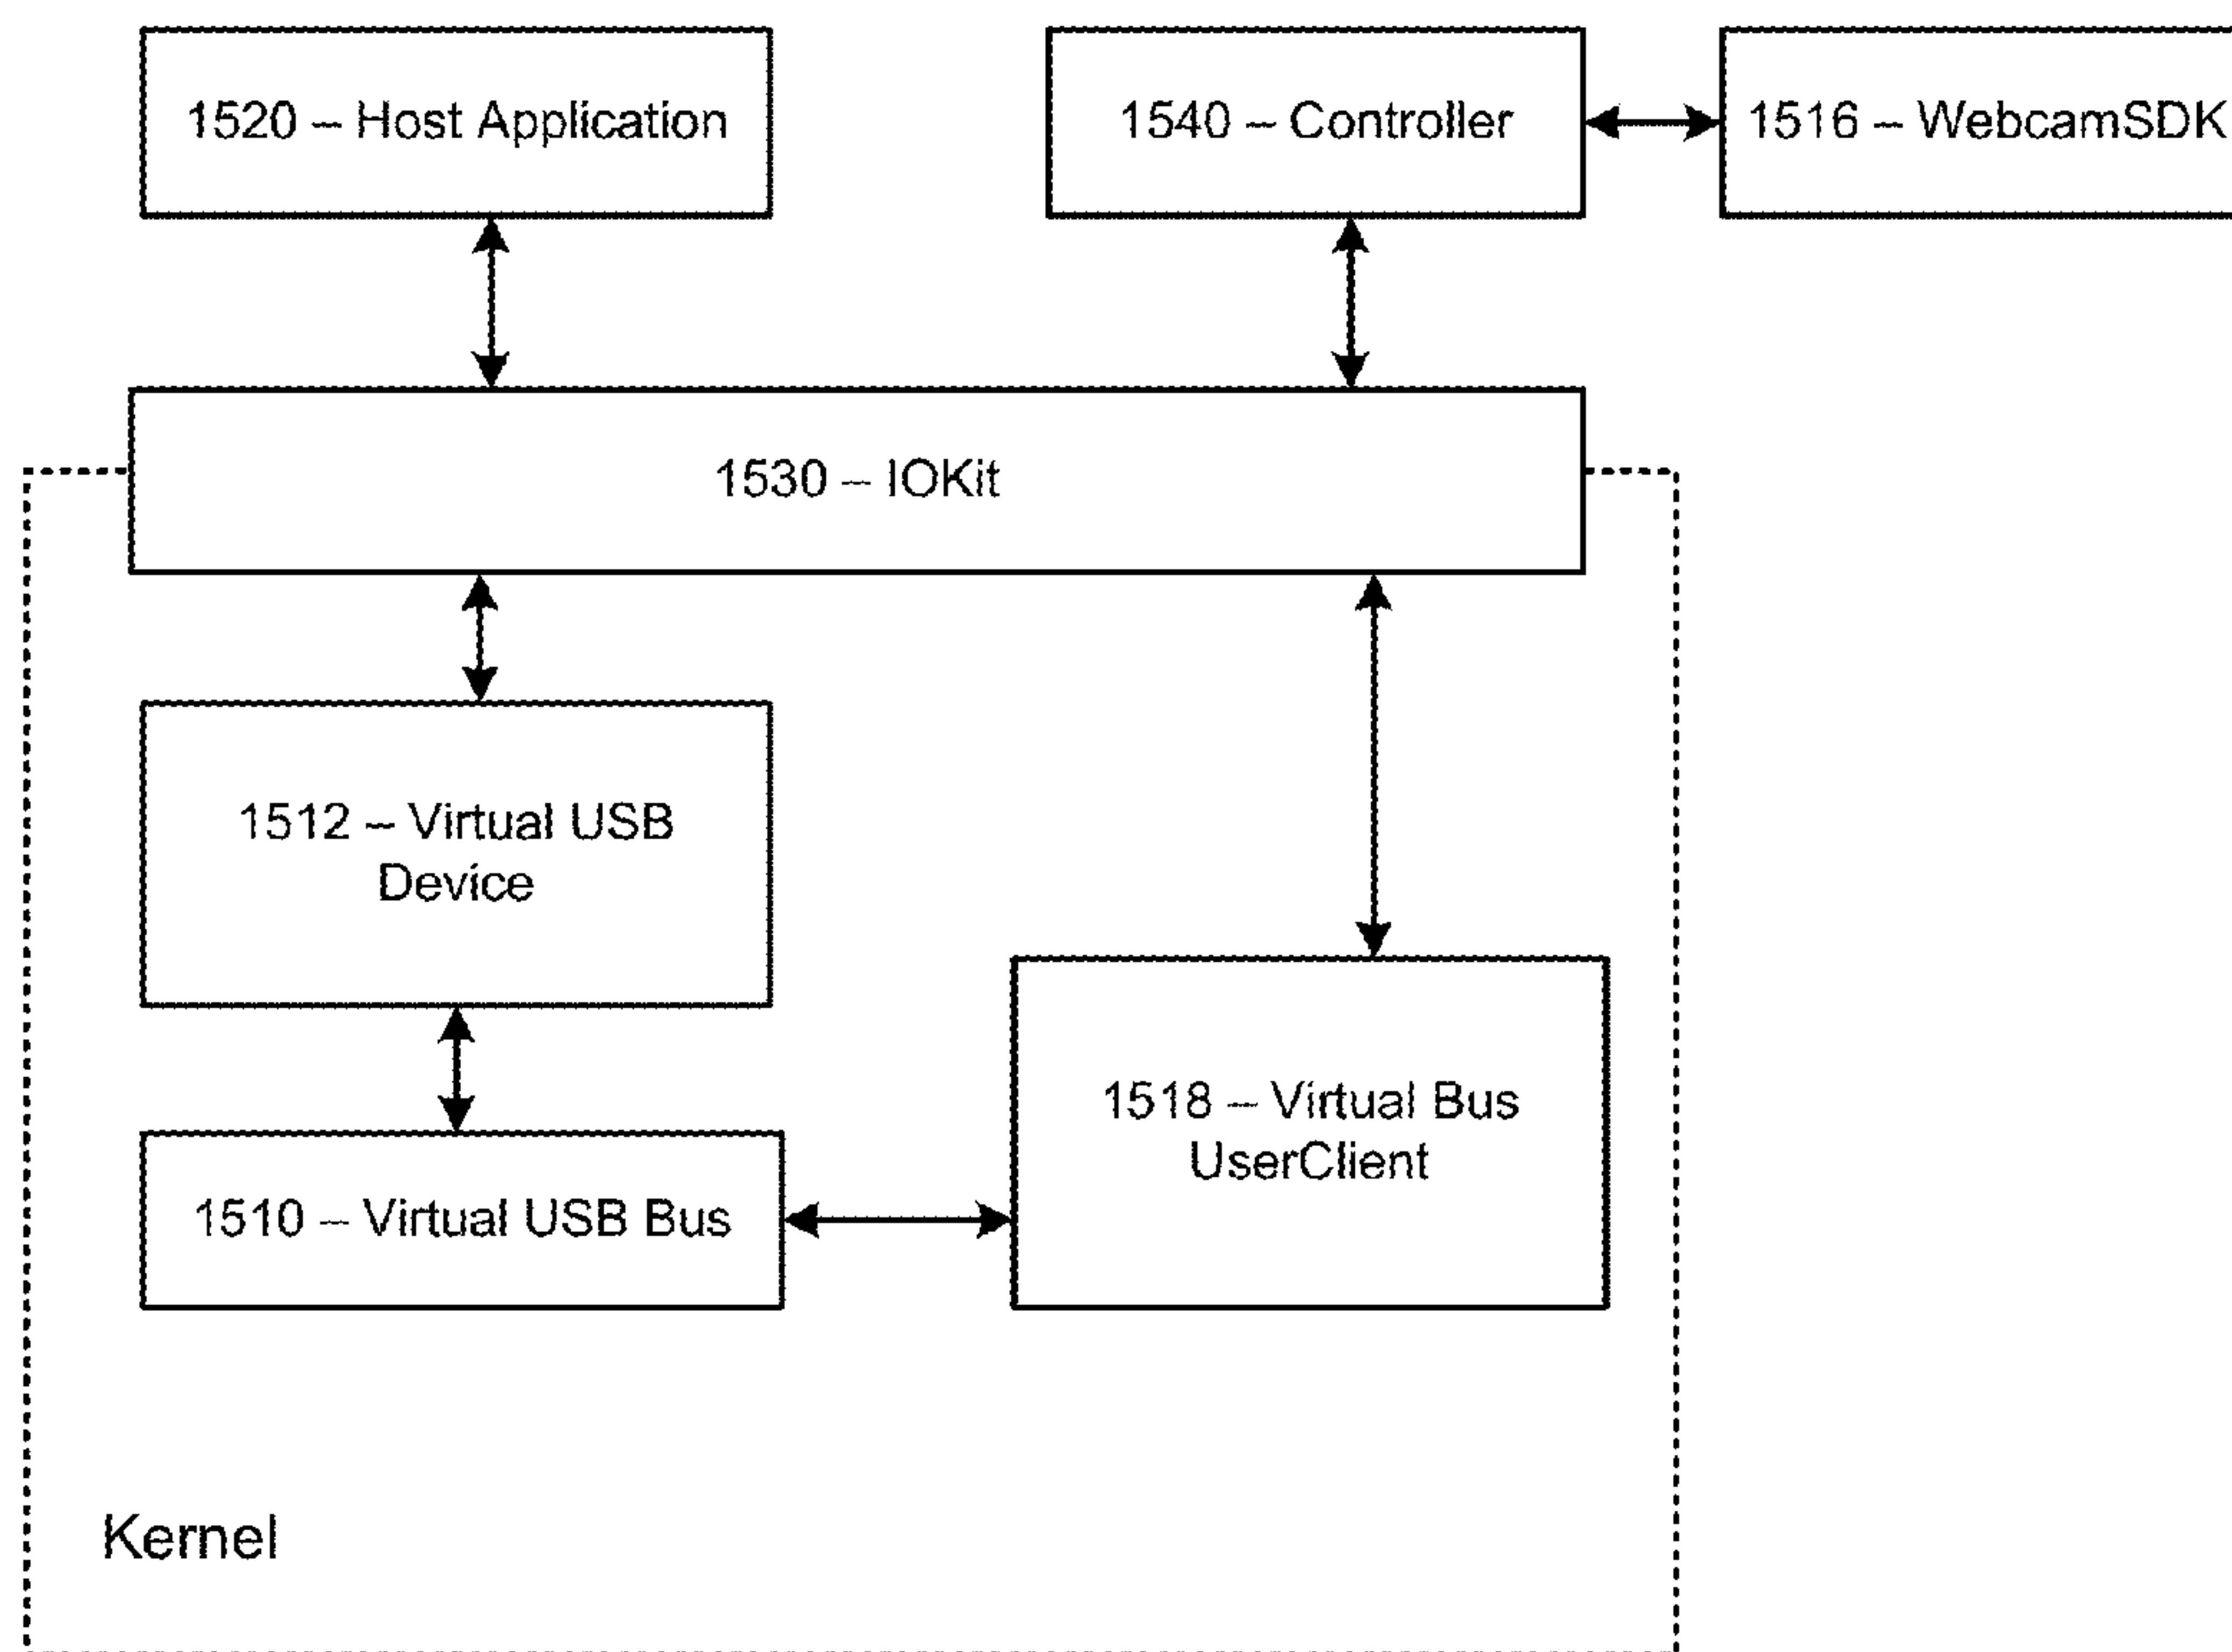 1520 – Host Application
1540 – Controller
1516 – WebcamSDK
1530 – IOKit
1512 – Virtual USB
Device
1518 – Virtual Bus
UserClient
1510 – Virtual USB Bus
Kernel